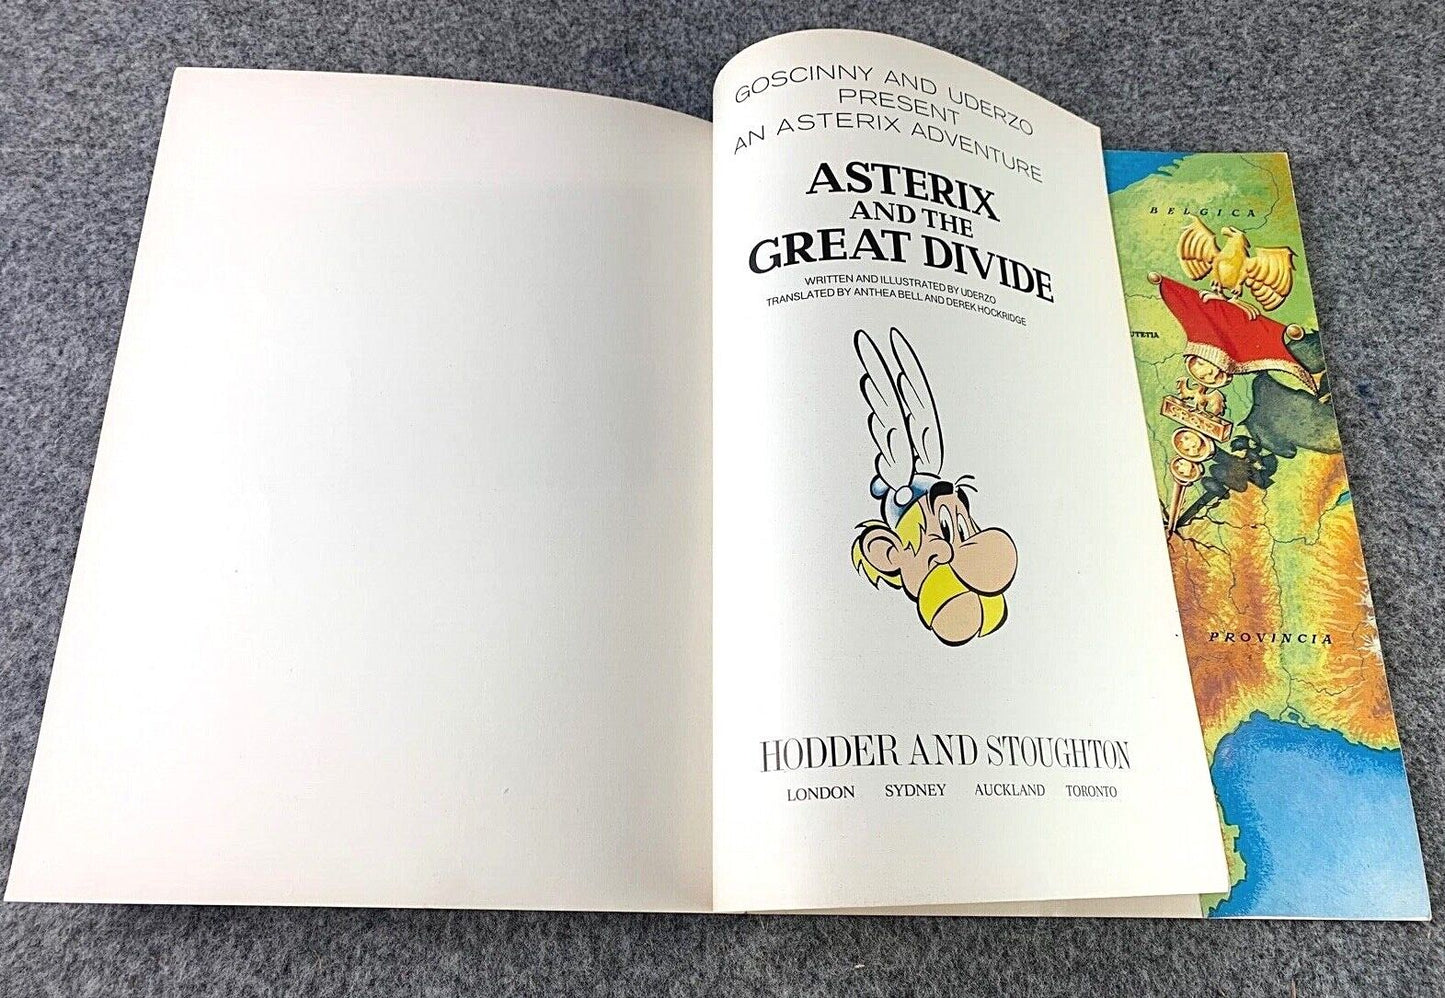 GOSCINNY AND UDERZO
PRESENT
AN ASTERIX ADVENTURE
ASTERIX
AND THE
GREAT DIVIDE
WRITTEN AND ILLUSTRATED BY UDERZO
TRANSLATED BY ANTHEA BELL AND DEREK HOCKRIDGE
HODDER AND STOUGHTON
LONDON SYDNEY AUCKLAND TORONTO
BELGICA
UTETIA
PROVINCIA